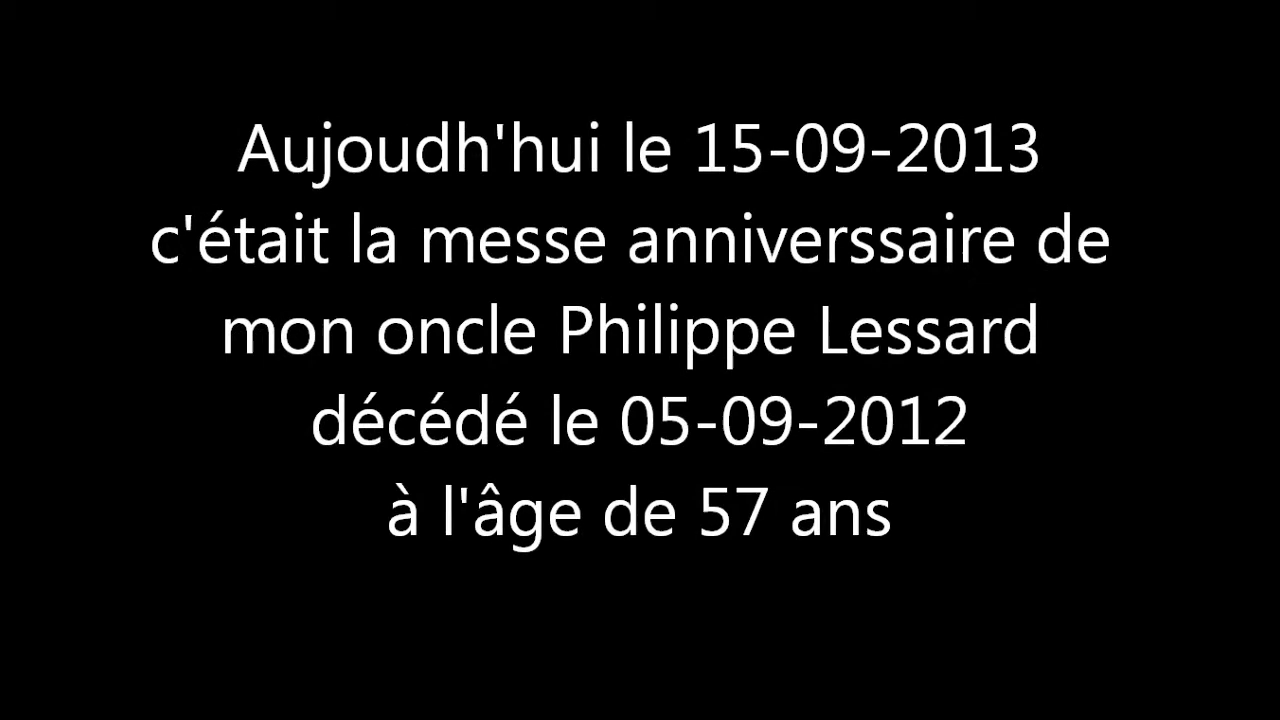 Aujoudh'hui le 15-09-2013
c'était la messe anniverssaire de
mon oncle Philippe Lessard
décédé le 05-09-2012
à l'âge de 57 ans